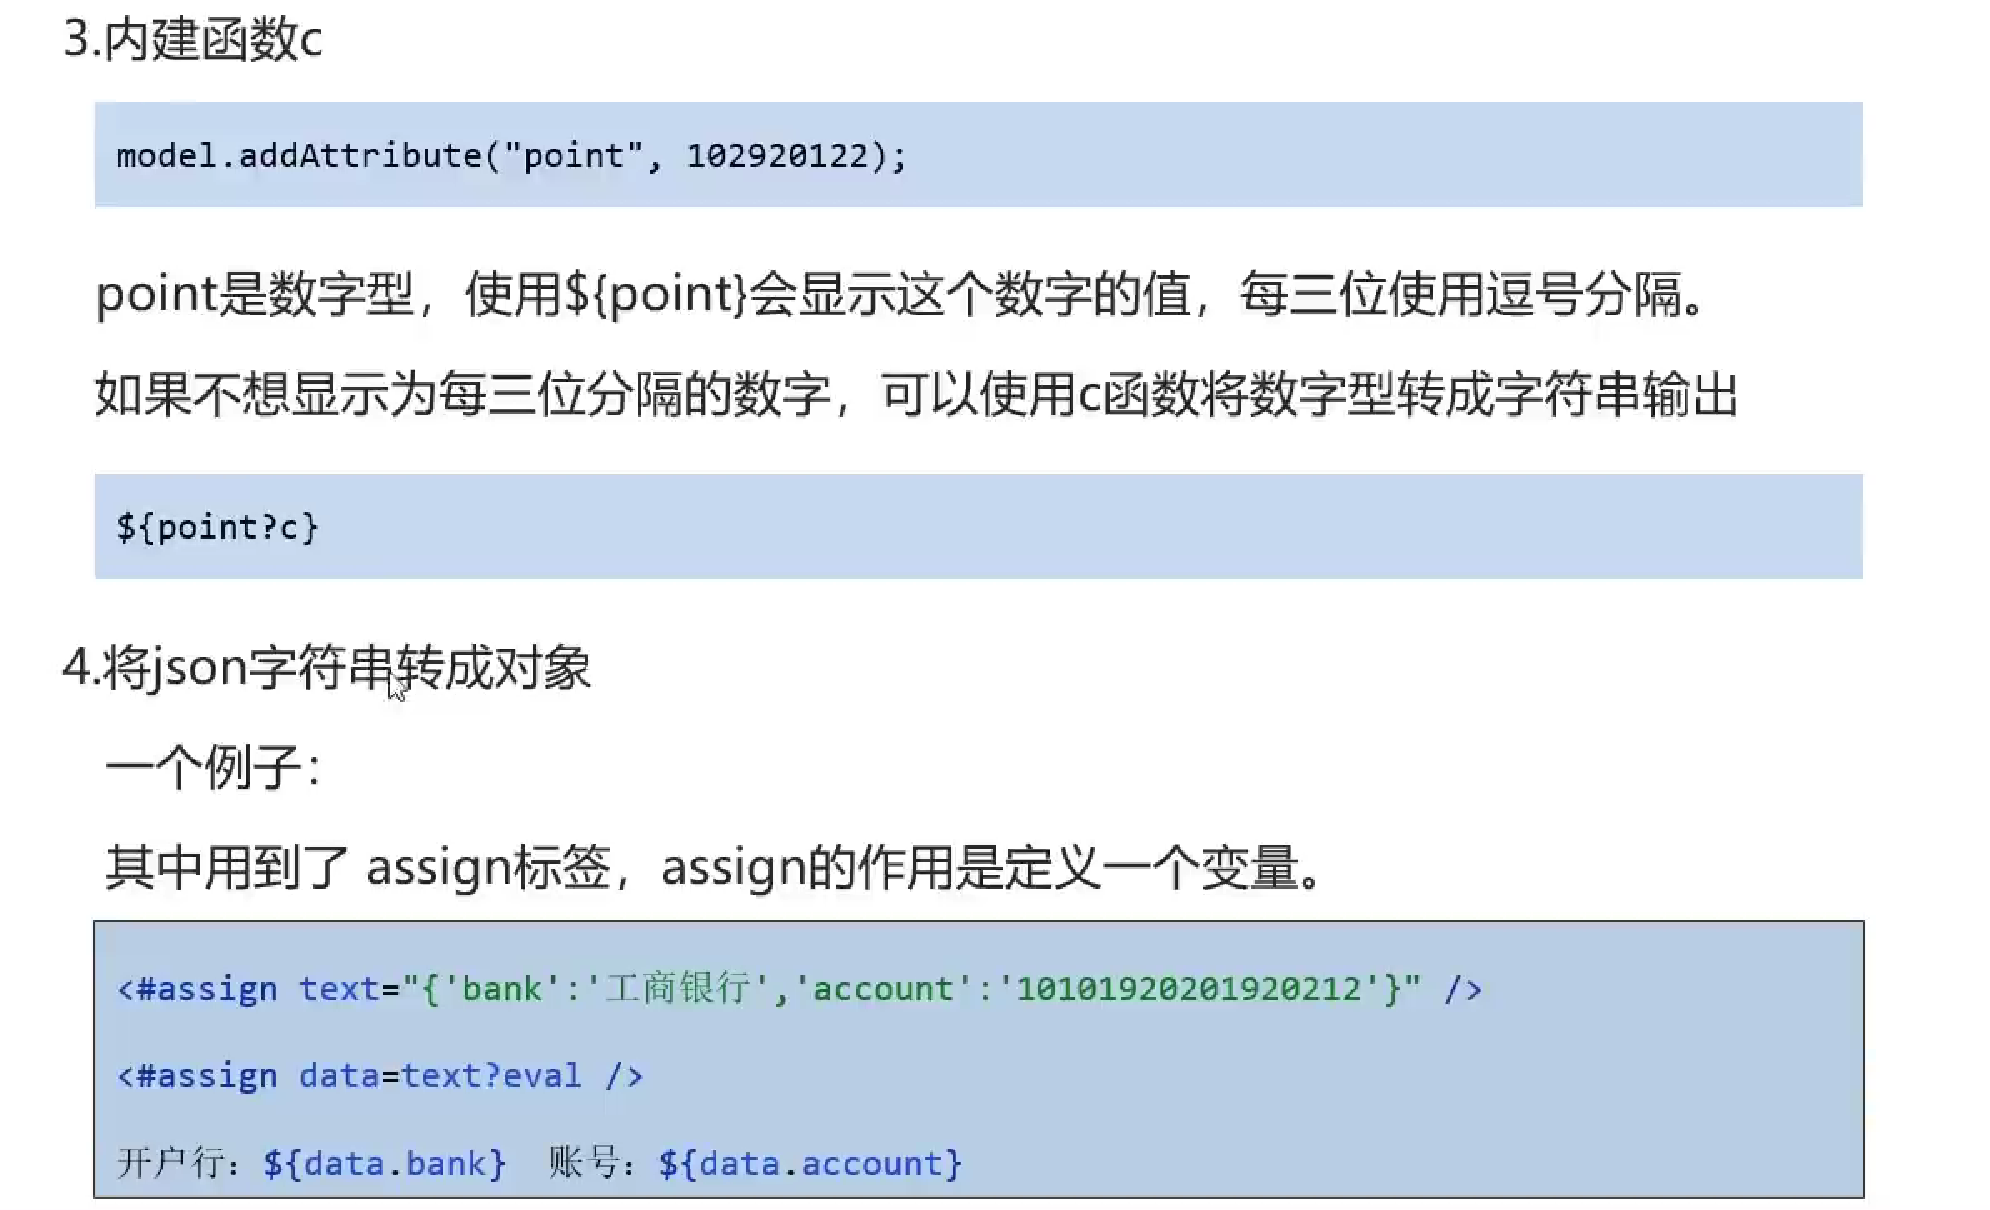 3.内建函数c
model.addAttribute("point", 102920122);
point是数字型，使用${point}会显示这个数字的值，每三位使用逗号分隔。
如果不想显示为每三位分隔的数字，可以使用c函数将数字型转成字符串输出
${point?c}
4.将json字符串转成对象
一个例子：
其中用到了 assign标签，assign的作用是定义一个变量。
<#assign text="{'bank':'工商银行','account':'10101920201920212'}" />
<#assign data=text?eval />
开户行：${data.bank}  账号：${data.account}